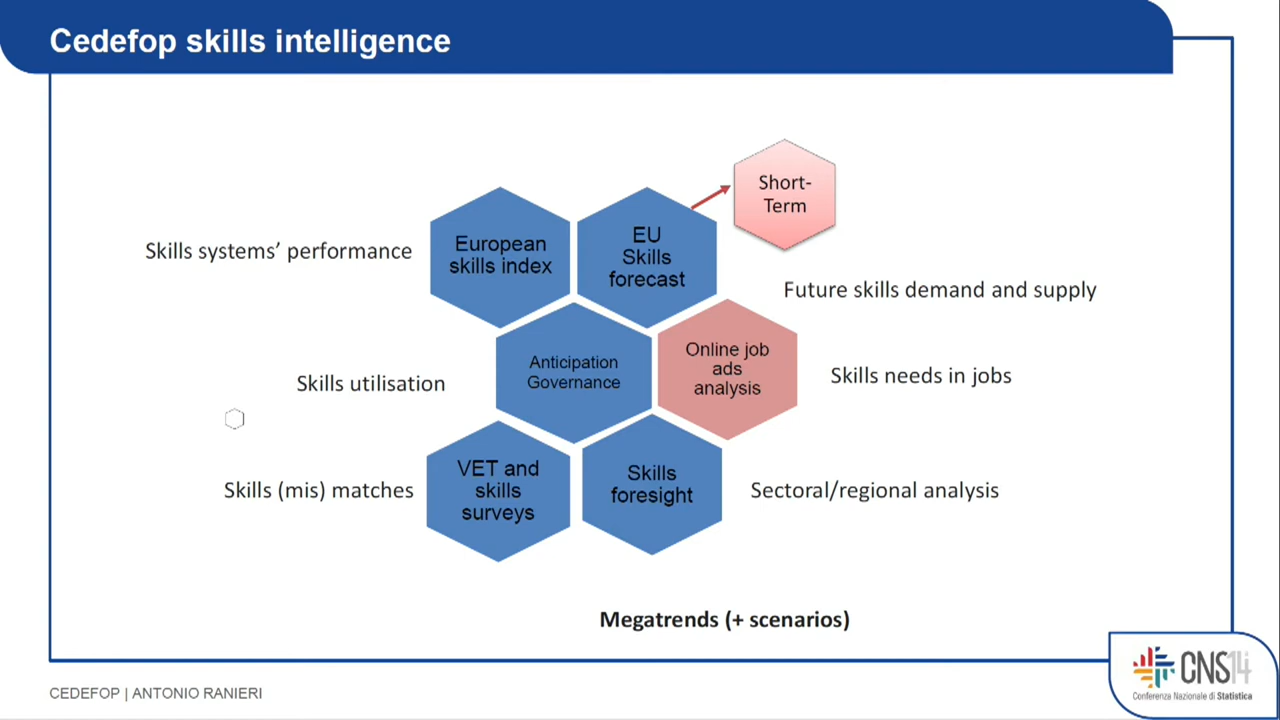 Cedefop skills intelligence
Short-
Term
European
skills index
EU
Skills
forecast
Skills systems’ performance
Future skills demand and supply
Anticipation
Governance
Online job
ads
analysis
Skills utilisation
Skills needs in jobs
VET and
skills
surveys
Skills
foresight
Skills (mis) matches
Sectoral/regional analysis
Megatrends (+ scenarios)
CEDEFOP | ANTONIO RANIERI
CNS14
Conferenza Nazionale di Statistica